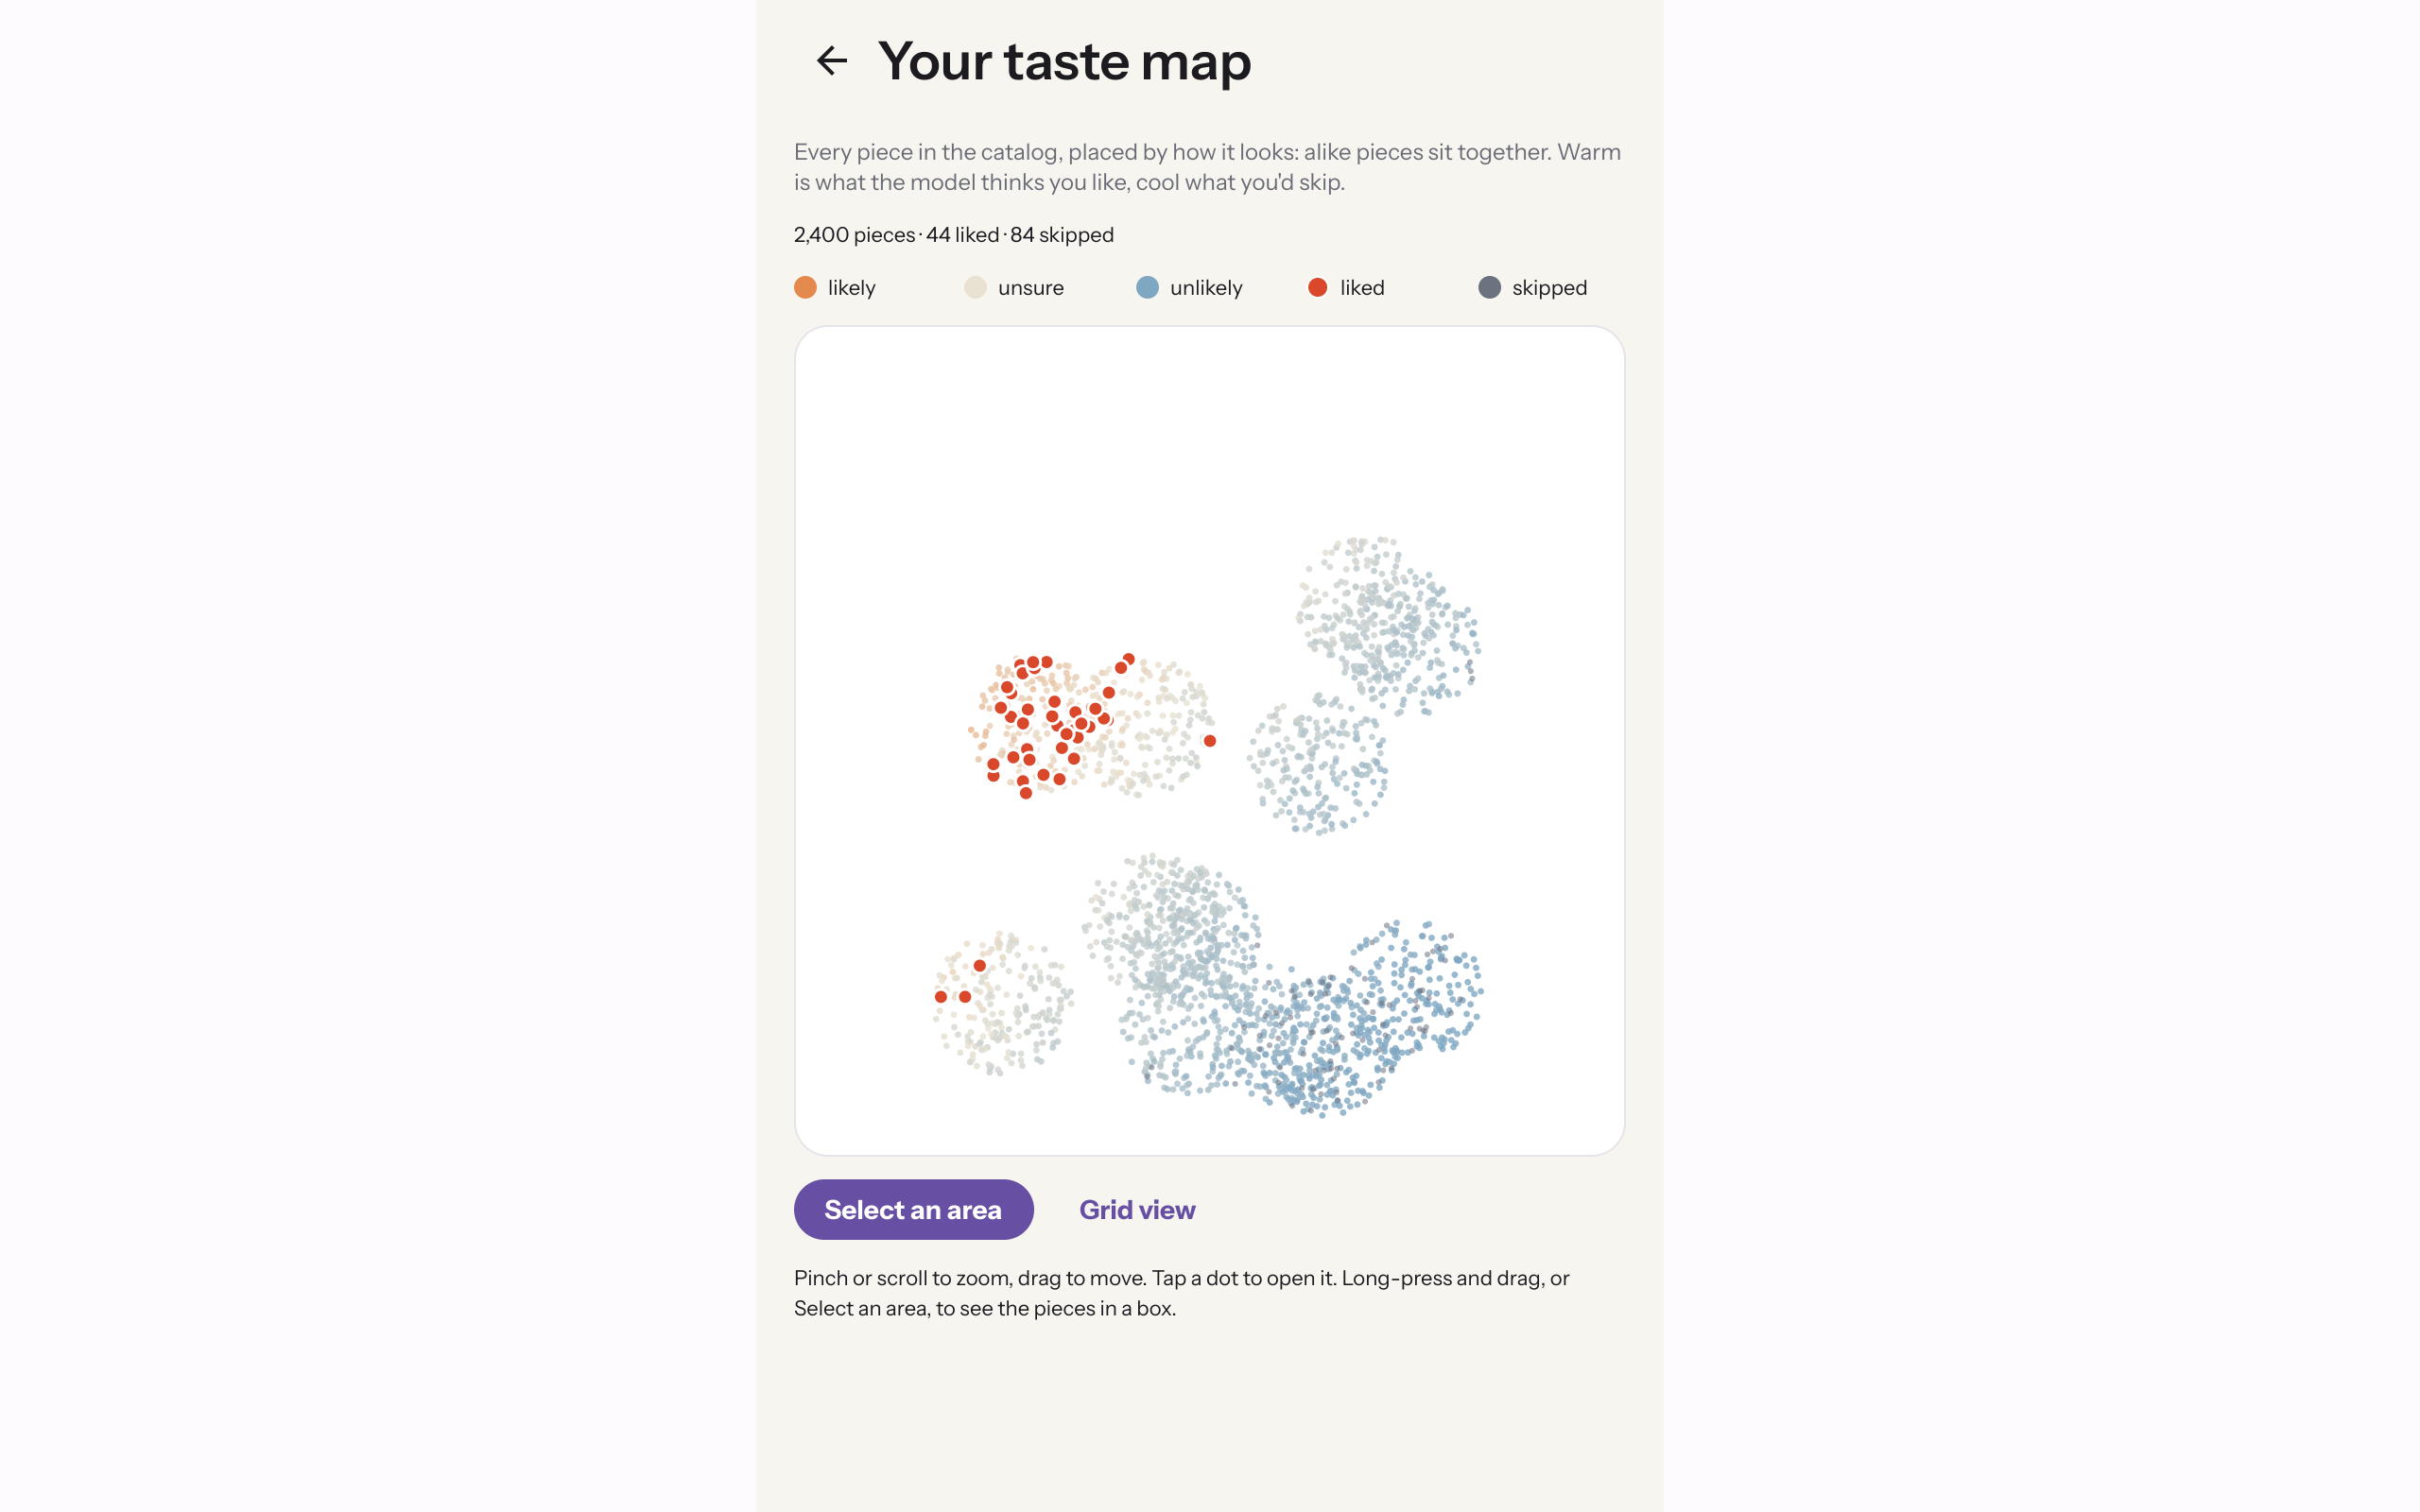 Your taste map
Every piece in the catalog, placed by how it looks: alike pieces sit together. Warm
is what the model thinks you like, cool what you'd skip.
2,400 pieces · 44 liked · 84 skipped
likely
unsure
unlikely
liked
skipped
Select an area
Grid view
Pinch or scroll to zoom, drag to move. Tap a dot to open it. Long-press and drag, or
Select an area, to see the pieces in a box.